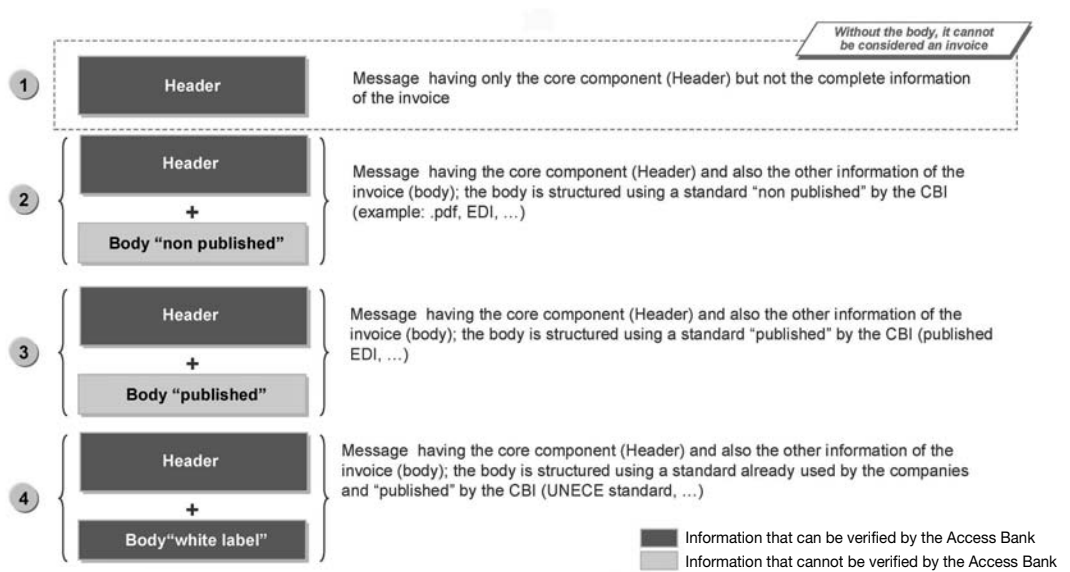 Without the body, it cannot
be considered an invoice
1
Header
Message having only the core component (Header) but not the complete information
of the invoice
2
Header
+
Body “non published”
Message having the core component (Header) and also the other information of the
invoice (body); the body is structured using a standard “non published” by the CBI
(example: .pdf, EDI, …)
3
Header
+
Body “published”
Message having the core component (Header) and also the other information of the
invoice (body); the body is structured using a standard “published” by the CBI (published
EDI, …)
4
Header
+
Body“white label”
Message having the core component (Header) and also the other information of the
invoice (body); the body is structured using a standard already used by the companies
and “published” by the CBI (UNECE standard, …)
Information that can be verified by the Access Bank
Information that cannot be verified by the Access Bank